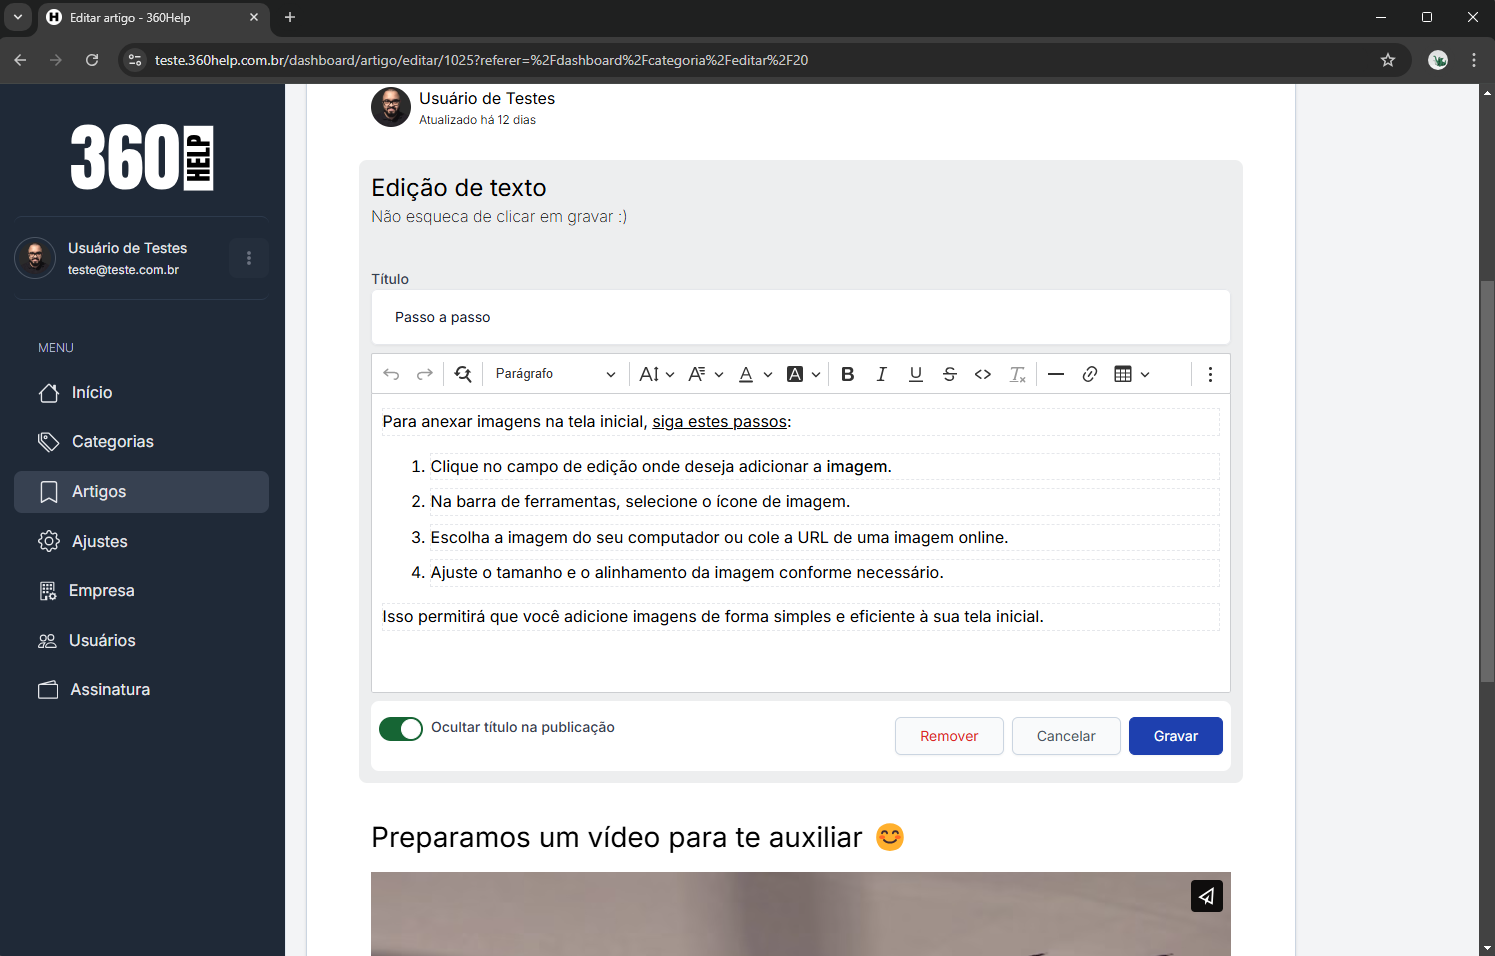 Editar artigo - 360Help
teste.360help.com.br/dashboard/artigo/editar/1025?referer=%2Fdashboard%2Fcategoria%2Feditar%2F20
360 HELP
Usuário de Testes
teste@teste.com.br
MENU
Início
Categorias
Artigos
Ajustes
Empresa
Usuários
Assinatura
Usuário de Testes
Atualizado há 12 dias
Edição de texto
Não esqueca de clicar em gravar :)
Título
Passo a passo
Parágrafo
Para anexar imagens na tela inicial, siga estes passos:
1. Clique no campo de edição onde deseja adicionar a imagem.
2. Na barra de ferramentas, selecione o ícone de imagem.
3. Escolha a imagem do seu computador ou cole a URL de uma imagem online.
4. Ajuste o tamanho e o alinhamento da imagem conforme necessário.
Isso permitirá que você adicione imagens de forma simples e eficiente à sua tela inicial.
Ocultar título na publicação
Remover
Cancelar
Gravar
Preparamos um vídeo para te auxiliar 😊